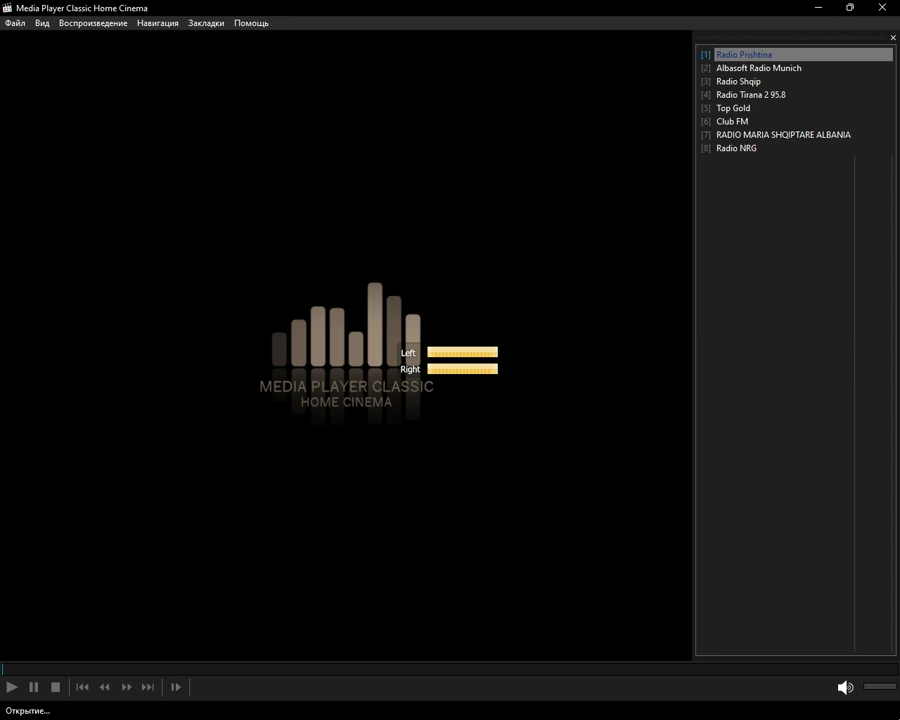 Media Player Classic Home Cinema
Файл Вид Воспроизведение Навигация Закладки Помощь
[1] Radio Prishtina
[2] Albasoft Radio Munich
[3] Radio Shqip
[4] Radio Tirana 2 95.8
[5] Top Gold
[6] Club FM
[7] RADIO MARIA SHQIPTARE ALBANIA
[8] Radio NRG
Left
Right
MEDIA PLAYER CLASSIC
HOME CINEMA
Открытие...